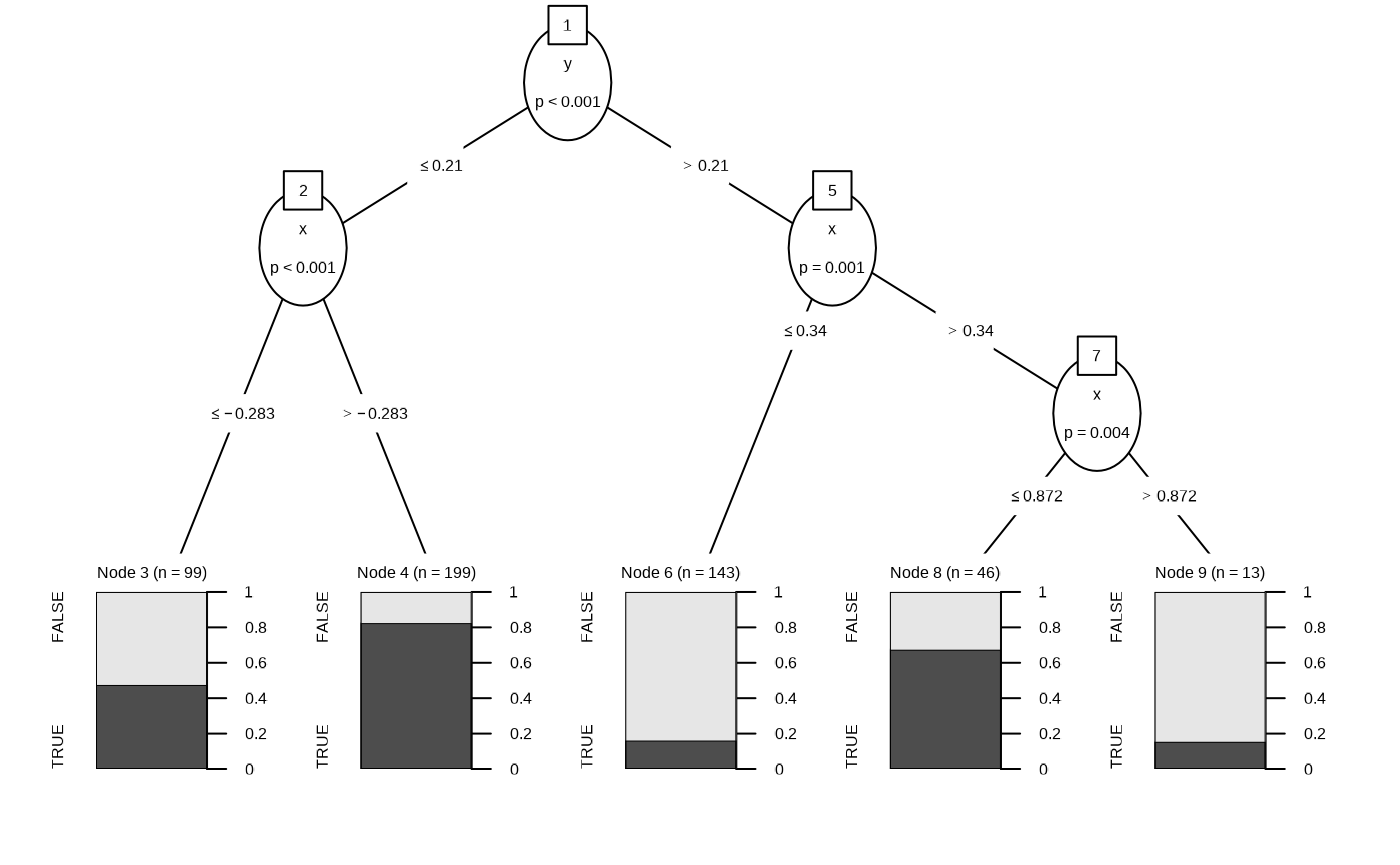 1
y
p < 0.001
≤ 0.21
> 0.21
2
x
p < 0.001
5
x
p = 0.001
≤ 0.34
> 0.34
7
x
p = 0.004
≤ −0.283
> −0.283
≤ 0.872
> 0.872
Node 3 (n = 99)
FALSE
TRUE
1
0.8
0.6
0.4
0.2
0
Node 4 (n = 199)
FALSE
TRUE
1
0.8
0.6
0.4
0.2
0
Node 6 (n = 143)
FALSE
TRUE
1
0.8
0.6
0.4
0.2
0
Node 8 (n = 46)
FALSE
TRUE
1
0.8
0.6
0.4
0.2
0
Node 9 (n = 13)
FALSE
TRUE
1
0.8
0.6
0.4
0.2
0